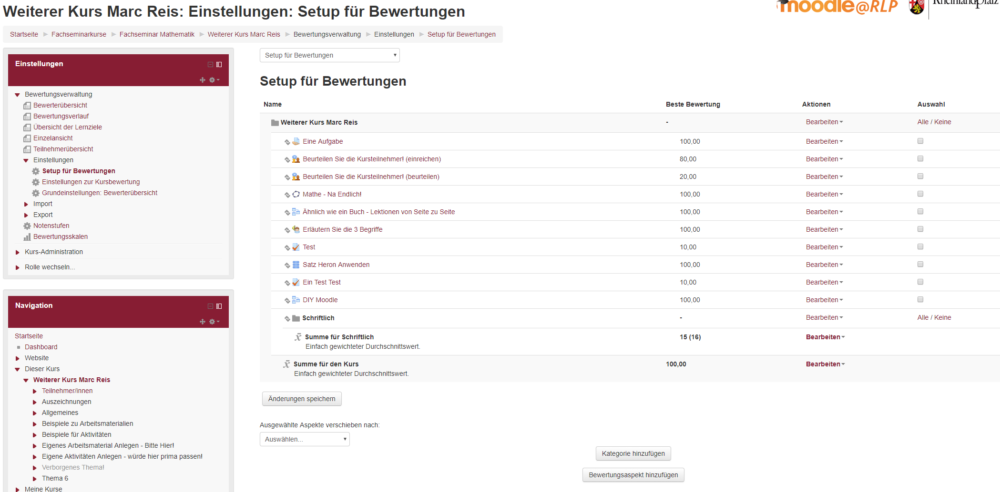 Weiterer Kurs Marc Reis: Einstellungen: Setup für Bewertungen
moodle@RLP
RheinlandPfalz
Startseite Fachseminarkurse Fachseminar Mathematik Weiterer Kurs Marc Reis Bewertungsverwaltung Einstellungen Setup für Bewertungen
Einstellungen
Bewertungsverwaltung
Bewerterübersicht
Bewertungsverlauf
Übersicht der Lernziele
Einzelansicht
Teilnehmerübersicht
Einstellungen
Setup für Bewertungen
Einstellungen zur Kursbewertung
Grundeinstellungen: Bewerterübersicht
Import
Export
Notenstufen
Bewertungsskalen
Kurs-Administration
Rolle wechseln...
Navigation
Startseite
Dashboard
Website
Dieser Kurs
Weiterer Kurs Marc Reis
Teilnehmer/innen
Auszeichnungen
Allgemeines
Beispiele zu Arbeitsmaterialien
Beispiele für Aktivitäten
Eigenes Arbeitsmaterial Anlegen - Bitte Hier!
Eigene Aktivitäten Anlegen - würde hier prima passen!
Verborgenes Thema!
Thema 6
Meine Kurse
Setup für Bewertungen
Setup für Bewertungen
Name Beste Bewertung Aktionen Auswahl
Weiterer Kurs Marc Reis - Bearbeiten Alle / Keine
Eine Aufgabe 100,00 Bearbeiten
Beurteilen Sie die Kursteilnehmer! (einreichen) 80,00 Bearbeiten
Beurteilen Sie die Kursteilnehmer! (beurteilen) 20,00 Bearbeiten
Mathe - Na Endlich! 100,00 Bearbeiten
Ähnlich wie ein Buch - Lektionen von Seite zu Seite 100,00 Bearbeiten
Erläutern Sie die 3 Begriffe 100,00 Bearbeiten
Test 10,00 Bearbeiten
Satz Heron Anwenden 100,00 Bearbeiten
Ein Test Test 10,00 Bearbeiten
DIY Moodle 100,00 Bearbeiten
Schriftlich - Bearbeiten Alle / Keine
x̄ Summe für Schriftlich 15 (16) Bearbeiten
Einfach gewichteter Durchschnittswert.
x̄ Summe für den Kurs 100,00 Bearbeiten
Einfach gewichteter Durchschnittswert.
Änderungen speichern
Ausgewählte Aspekte verschieben nach:
Auswählen...
Kategorie hinzufügen
Bewertungsaspekt hinzufügen